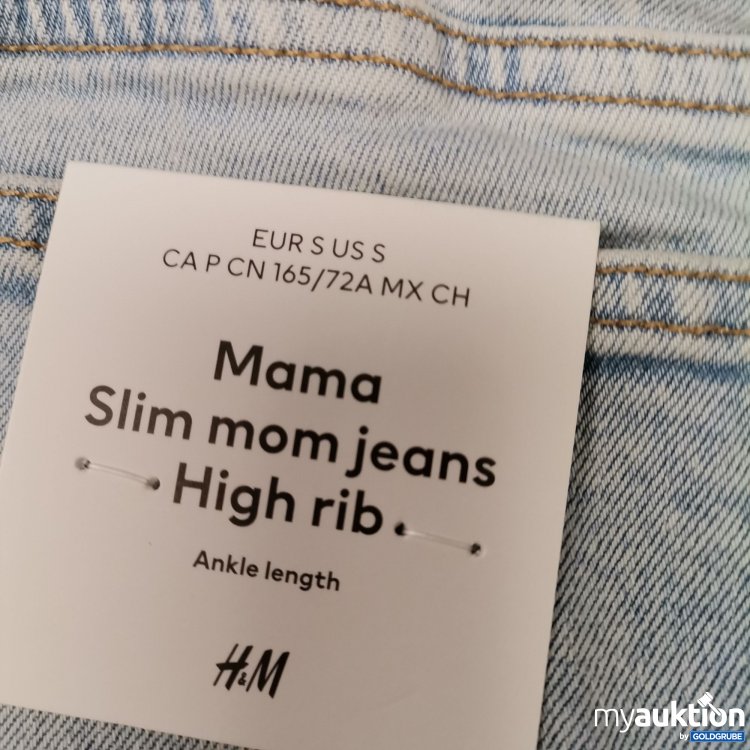 EUR S US S
CA P CN 165/72A MX CH
Mama
Slim mom jeans
High rib
Ankle length
H&M
myauktion
by GOLDGRUBE